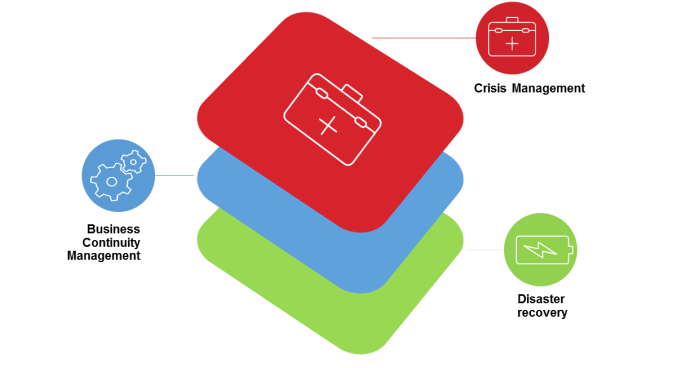 Crisis Management
Business
Continuity
Management
Disaster
recovery